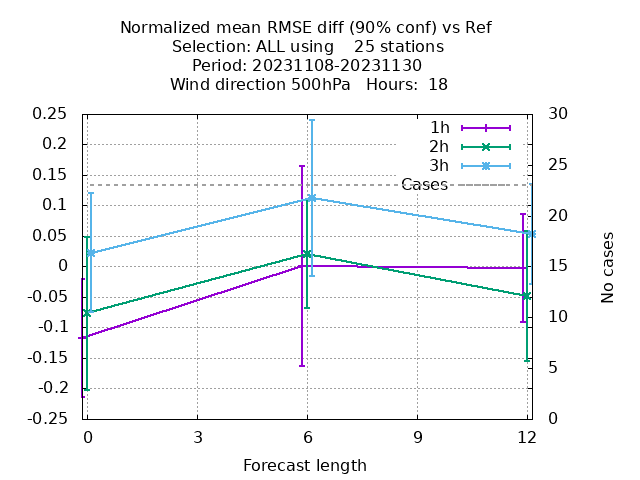 Normalized mean RMSE diff (90% conf) vs Ref
Selection: ALL using    25 stations
Period: 20231108-20231130
Wind direction 500hPa   Hours:  18
0.25
0.2
0.15
0.1
0.05
0
-0.05
-0.1
-0.15
-0.2
-0.25
1h
2h
3h
Cases
30
25
20
15
10
5
0
No cases
0
3
6
9
12
Forecast length